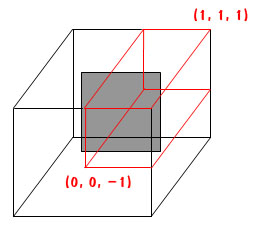 (1, 1, 1)
(0, 0, -1)